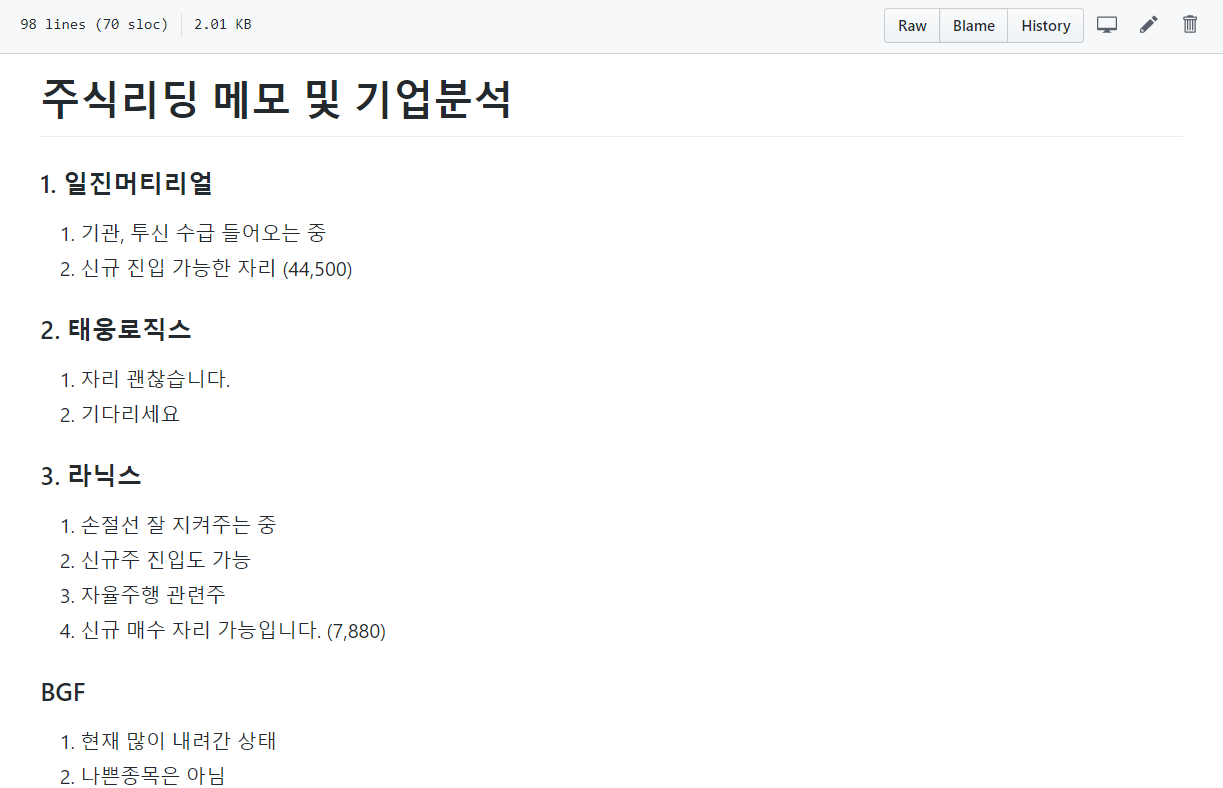 98 lines (70 sloc) 2.01 KB Raw Blame History
주식리딩 메모 및 기업분석
1. 일진머티리얼
1. 기관, 투신 수급 들어오는 중
2. 신규 진입 가능한 자리 (44,500)
2. 태웅로직스
1. 자리 괜찮습니다.
2. 기다리세요
3. 라닉스
1. 손절선 잘 지켜주는 중
2. 신규주 진입도 가능
3. 자율주행 관련주
4. 신규 매수 자리 가능입니다. (7,880)
BGF
1. 현재 많이 내려간 상태
2. 나쁜종목은 아님